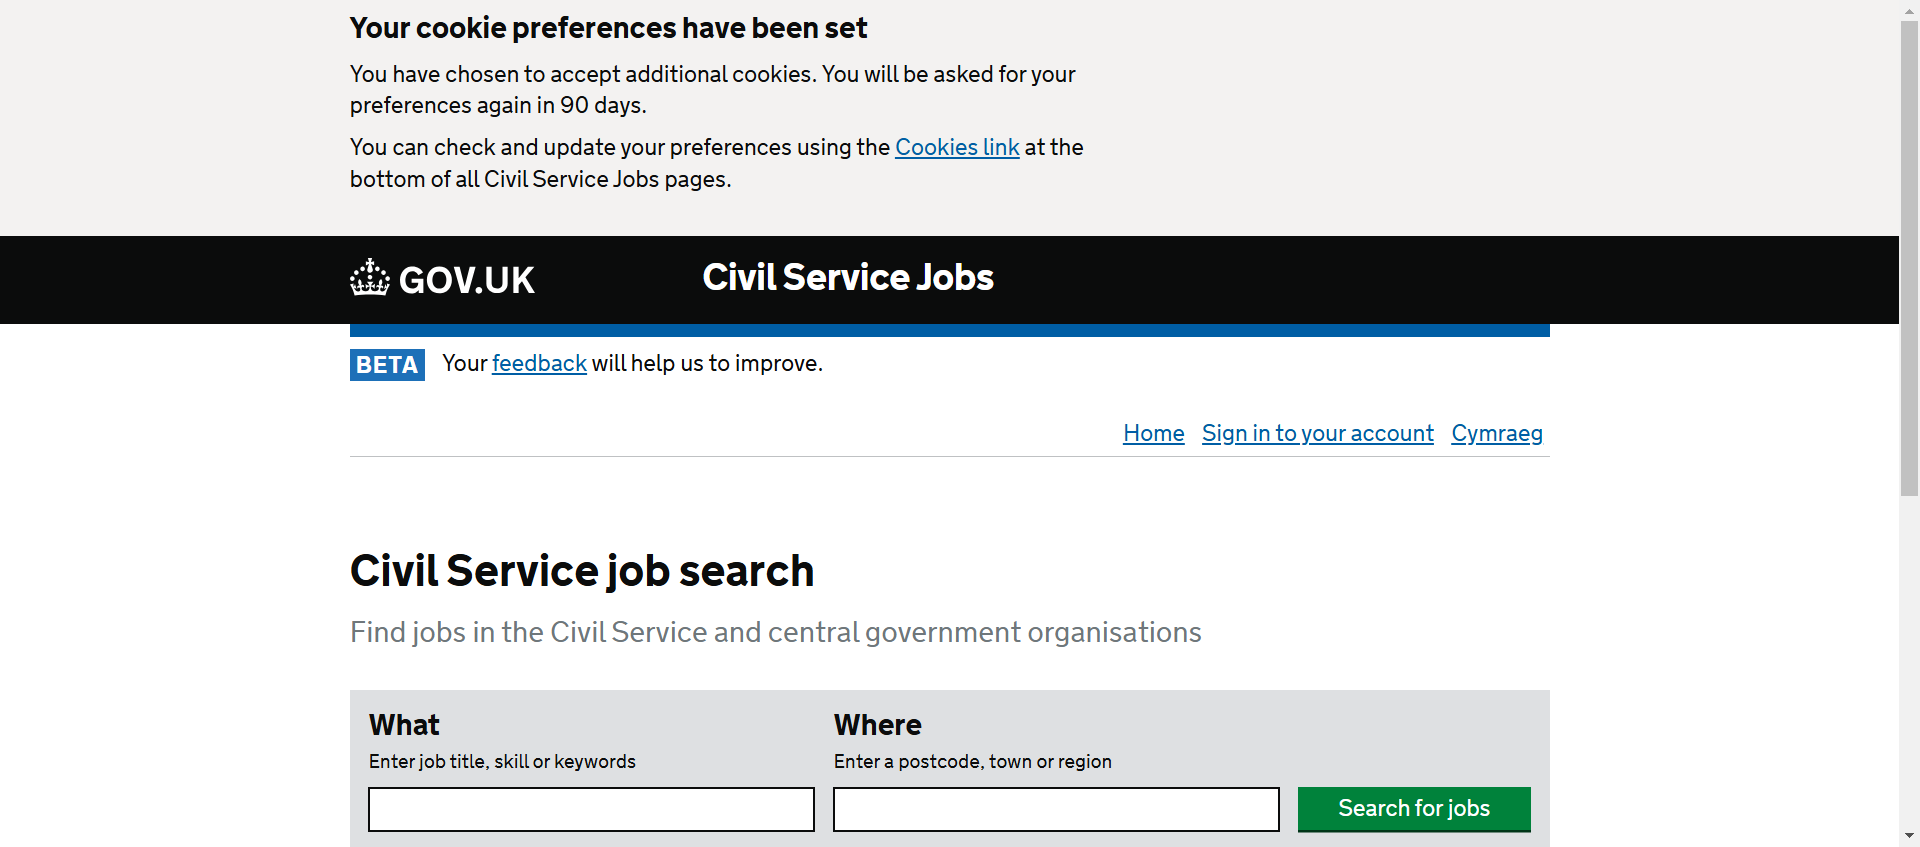 Your cookie preferences have been set
You have chosen to accept additional cookies. You will be asked for your
preferences again in 90 days.
You can check and update your preferences using the Cookies link at the
bottom of all Civil Service Jobs pages.
GOV.UK
Civil Service Jobs
BETA Your feedback will help us to improve.
Home Sign in to your account Cymraeg
Civil Service job search
Find jobs in the Civil Service and central government organisations
What
Enter job title, skill or keywords
Where
Enter a postcode, town or region
Search for jobs